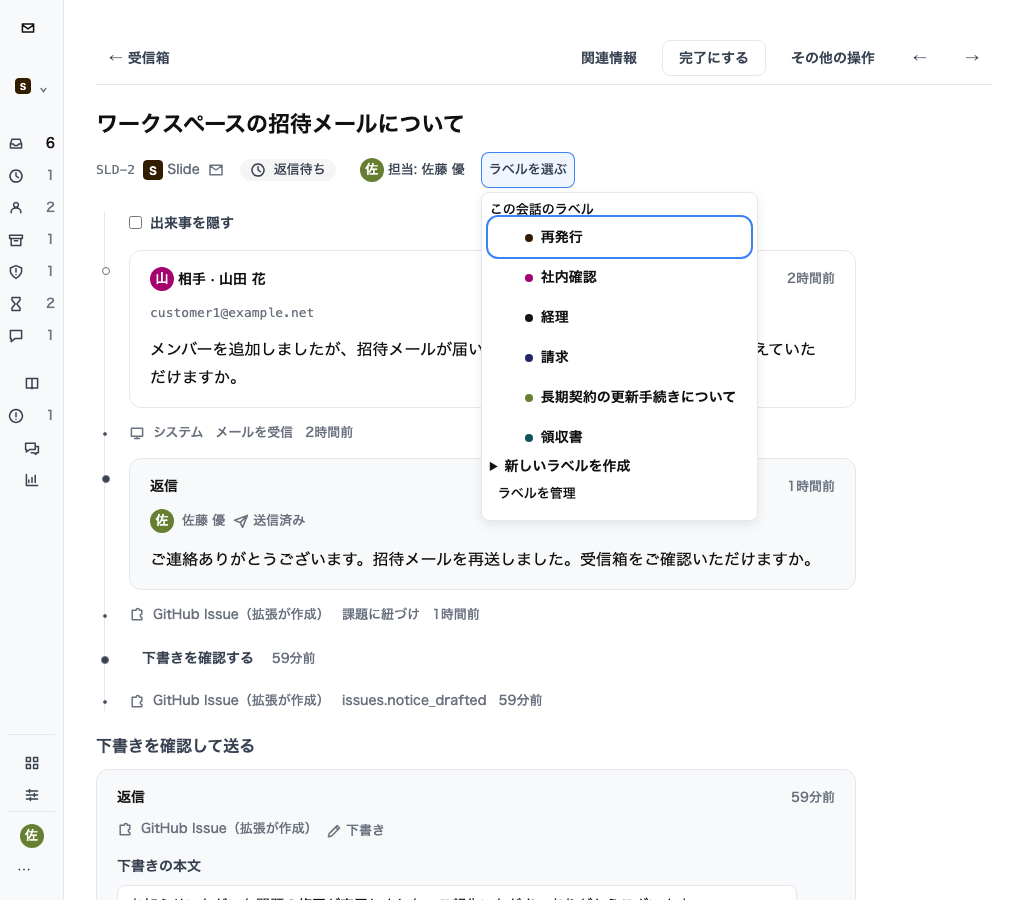 S
6
1
2
1
1
2
1
1
佐
...
← 受信箱
関連情報
完了にする
その他の操作
←
→
ワークスペースの招待メールについて
SLD-2 S Slide 返信待ち 佐 担当: 佐藤 優 ラベルを選ぶ
この会話のラベル
再発行
社内確認
経理
請求
長期契約の更新手続きについて
領収書
▶ 新しいラベルを作成
ラベルを管理
出来事を隠す
山 相手 · 山田 花 2時間前
customer1@example.net
メンバーを追加しましたが、招待メールが届い
えていた
だけますか。
システム メールを受信 2時間前
返信 1時間前
佐 佐藤 優 送信済み
ご連絡ありがとうございます。招待メールを再送しました。受信箱をご確認いただけますか。
GitHub Issue（拡張が作成） 課題に紐づけ 1時間前
下書きを確認する 59分前
GitHub Issue（拡張が作成） issues.notice_drafted 59分前
下書きを確認して送る
返信 59分前
GitHub Issue（拡張が作成） 下書き
下書きの本文